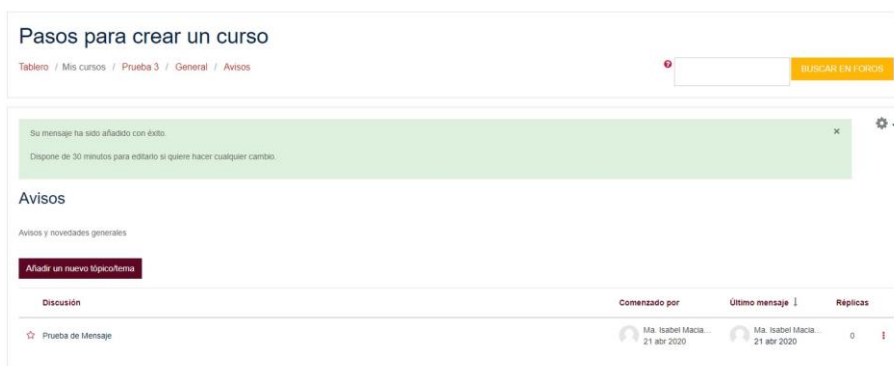 Pasos para crear un curso
Tablero / Mis cursos / Prueba 3 / General / Avisos
BUSCAR EN FOROS
Su mensaje ha sido añadido con éxito.
Dispone de 30 minutos para editarlo si quiere hacer cualquier cambio.
Avisos
Avisos y novedades generales
Añadir un nuevo tópico/tema
Discusión Comenzado por Último mensaje ↓ Réplicas
Prueba de Mensaje Ma. Isabel Macia... Ma. Isabel Macia... 0
21 abr 2020 21 abr 2020